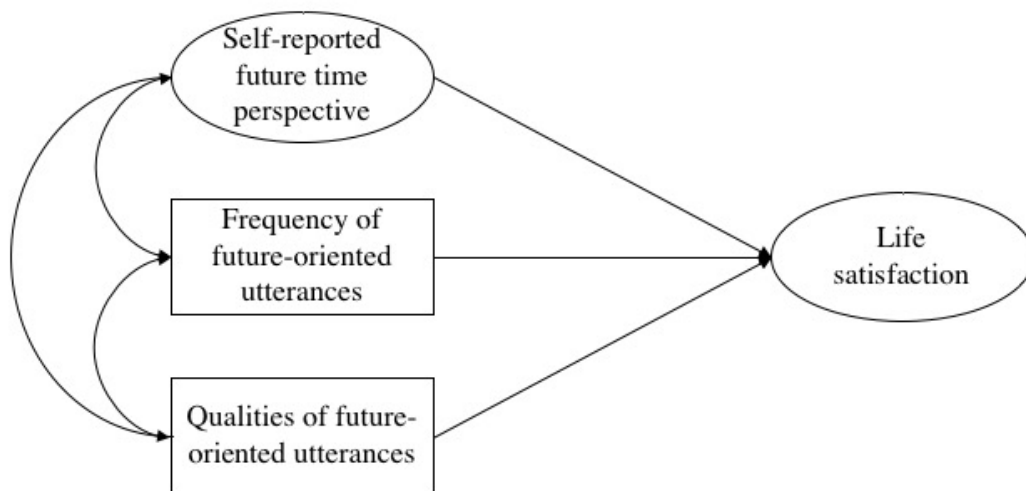 Self-reported
future time
perspective
Frequency of
future-oriented
utterances
Life
satisfaction
Qualities of future-
oriented utterances